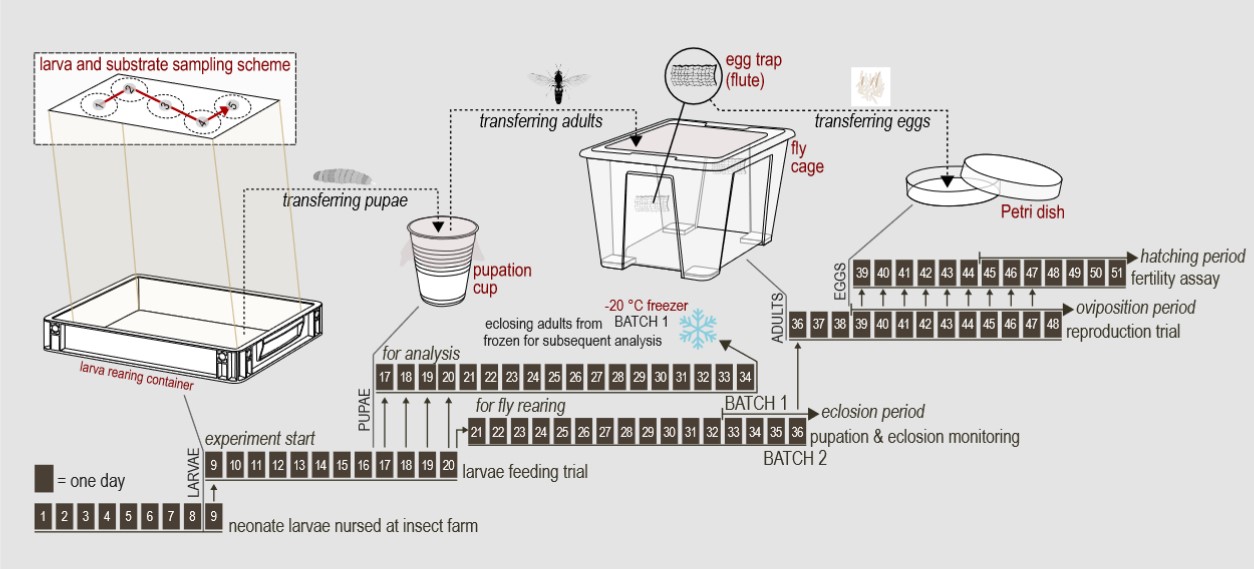 larva and substrate sampling scheme
1 2 3 4 5
egg trap
(flute)
transferring adults
transferring eggs
fly
cage
transferring pupae
Petri dish
pupation
cup
larva rearing container
EGGS
39 40 41 42 43 44 45 46 47 48 49 50 51
hatching period
fertility assay
-20 °C freezer
eclosing adults from BATCH 1
frozen for subsequent analysis
ADULTS
36 37 38 39 40 41 42 43 44 45 46 47 48
oviposition period
reproduction trial
for analysis
PUPAE
17 18 19 20 21 22 23 24 25 26 27 28 29 30 31 32 33 34
BATCH 1
for fly rearing
eclosion period
21 22 23 24 25 26 27 28 29 30 31 32 33 34 35 36
pupation & eclosion monitoring
BATCH 2
experiment start
LARVAE
9 10 11 12 13 14 15 16 17 18 19 20
larvae feeding trial
= one day
1 2 3 4 5 6 7 8 9
neonate larvae nursed at insect farm